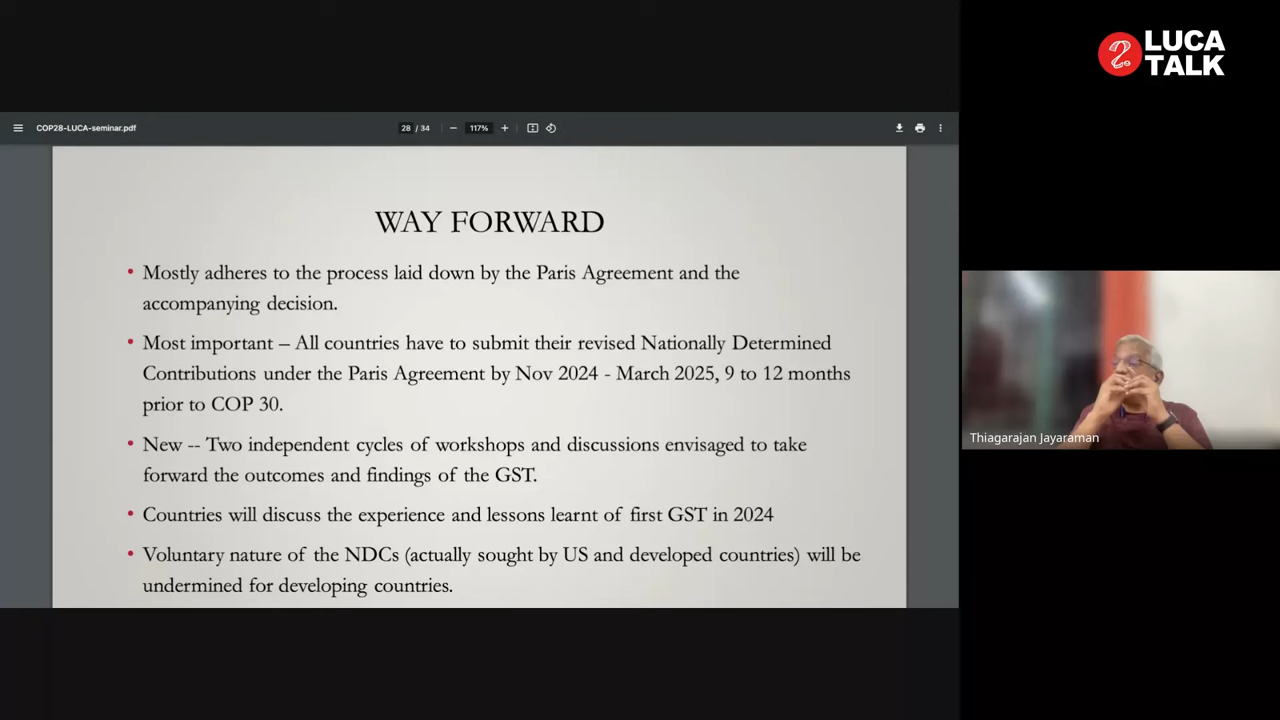 LUCA
TALK
COP28-LUCA-seminar.pdf
28 / 34
117%
WAY FORWARD
• Mostly adheres to the process laid down by the Paris Agreement and the
accompanying decision.
• Most important – All countries have to submit their revised Nationally Determined
Contributions under the Paris Agreement by Nov 2024 - March 2025, 9 to 12 months
prior to COP 30.
• New -- Two independent cycles of workshops and discussions envisaged to take
forward the outcomes and findings of the GST.
• Countries will discuss the experience and lessons learnt of first GST in 2024
• Voluntary nature of the NDCs (actually sought by US and developed countries) will be
undermined for developing countries.
Thiagarajan Jayaraman